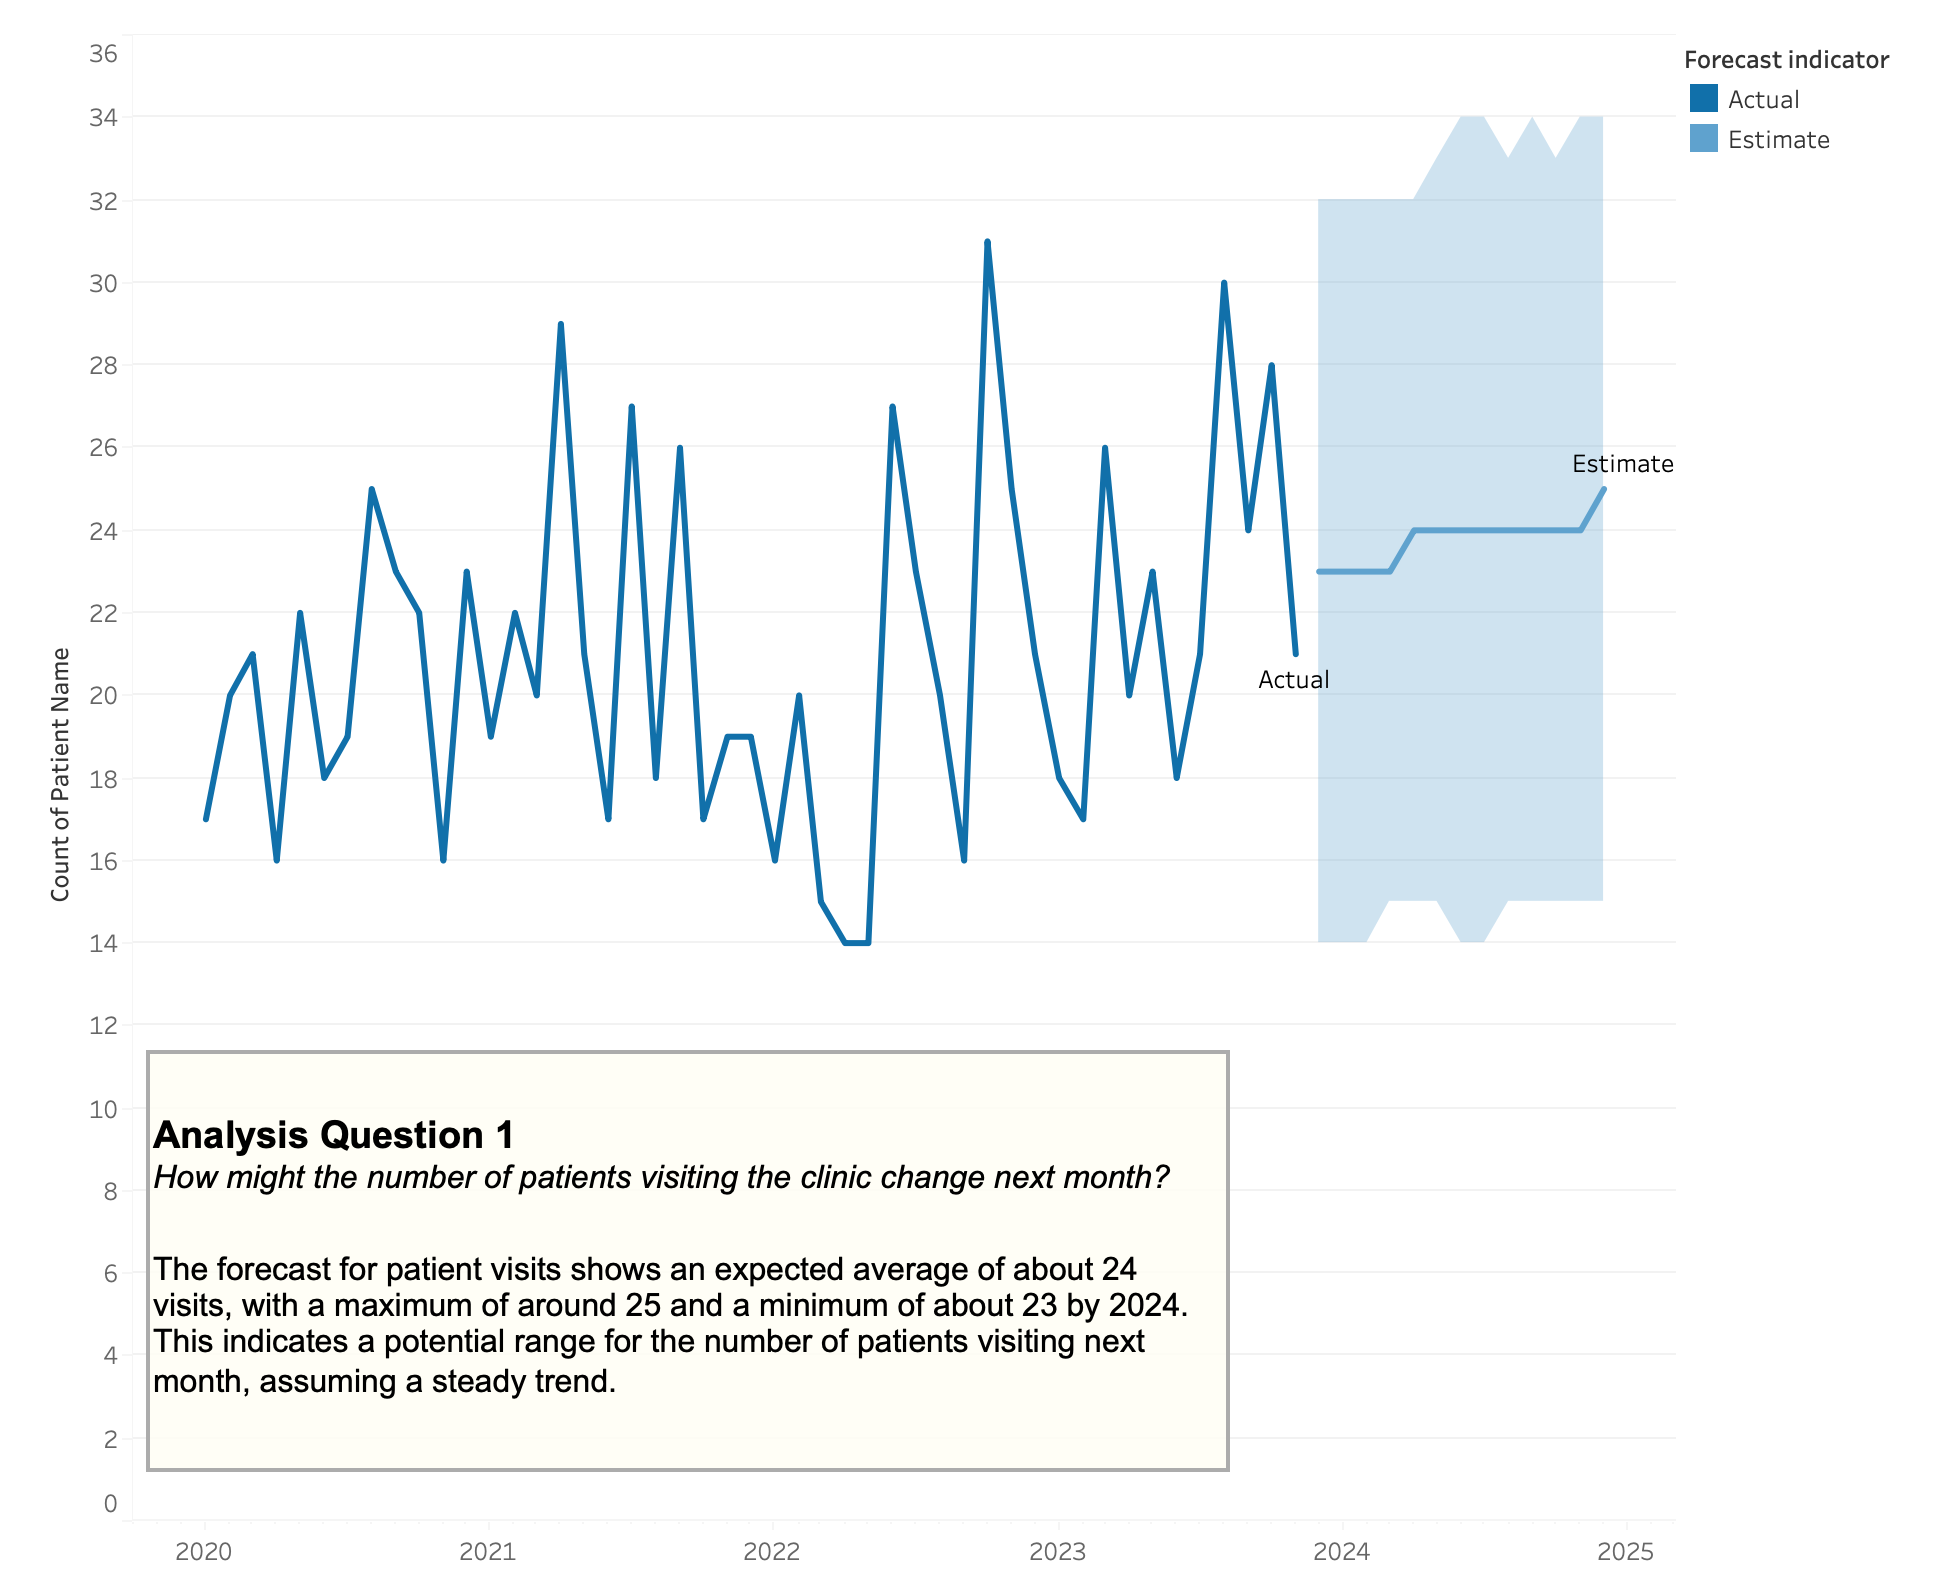 36
34
32
30
28
26
24
22
20
18
16
14
12
10
8
6
4
2
0
Count of Patient Name
2020
2021
2022
2023
2024
2025
Actual
Estimate
Forecast indicator
Actual
Estimate
Analysis Question 1
How might the number of patients visiting the clinic change next month?
The forecast for patient visits shows an expected average of about 24
visits, with a maximum of around 25 and a minimum of about 23 by 2024.
This indicates a potential range for the number of patients visiting next
month, assuming a steady trend.